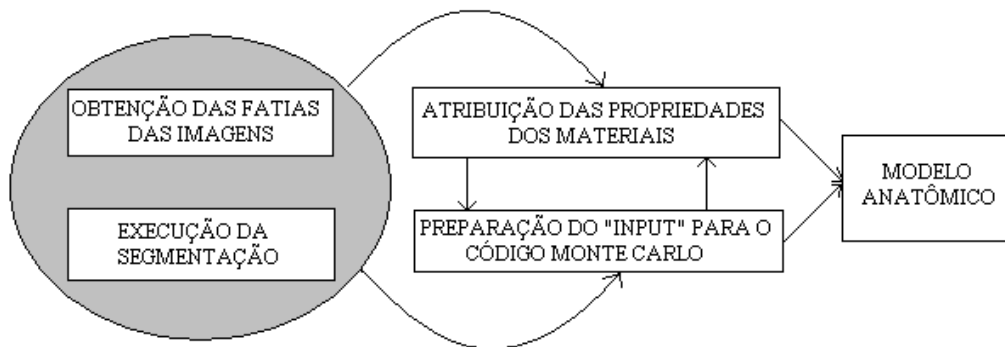 OBTENÇÃO DAS FATIAS
DAS IMAGENS
EXECUÇÃO DA
SEGMENTAÇÃO
ATRIBUIÇÃO DAS PROPRIEDADES
DOS MATERIAIS
PREPARAÇÃO DO "INPUT" PARA O
CÓDIGO MONTE CARLO
MODELO
ANATÔMICO